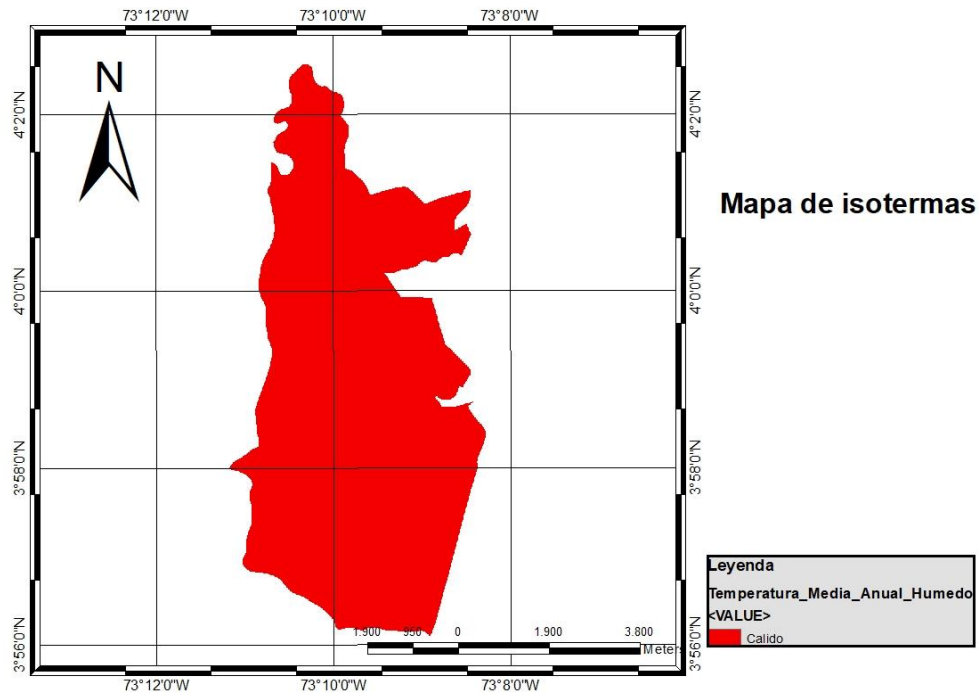 73°12'0"W 73°10'0"W 73°8'0"W
N
4°2'0"N 4°2'0"N
Mapa de isotermas
4°0'0"N 4°0'0"N
3°58'0"N 3°58'0"N
Leyenda
Temperatura_Media_Anual_Humedo
<VALUE>
Calido
1.900 950 0 1.900 3.800
Meters
3°56'0"N 3°56'0"N
73°12'0"W 73°10'0"W 73°8'0"W